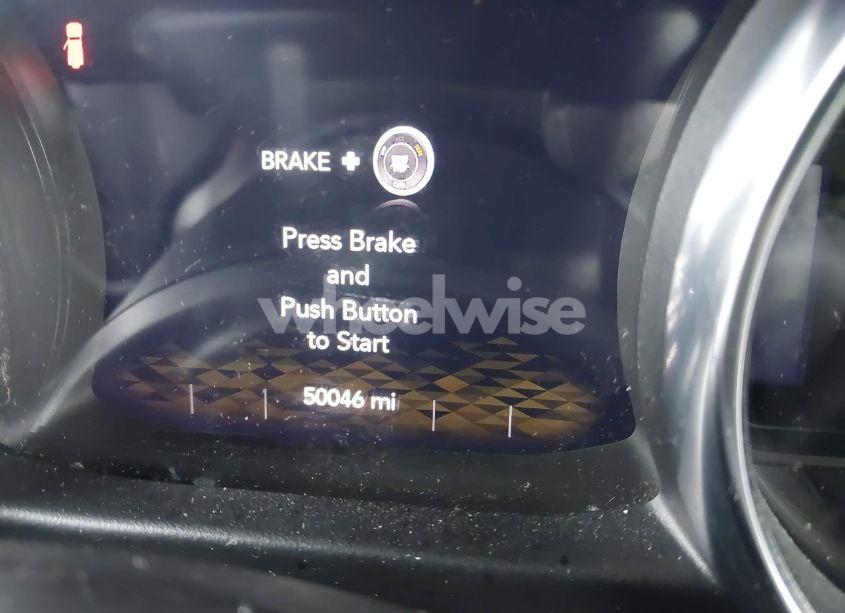 BRAKE +
Press Brake
and
Push Button
to Start
wheelwise
50046 mi